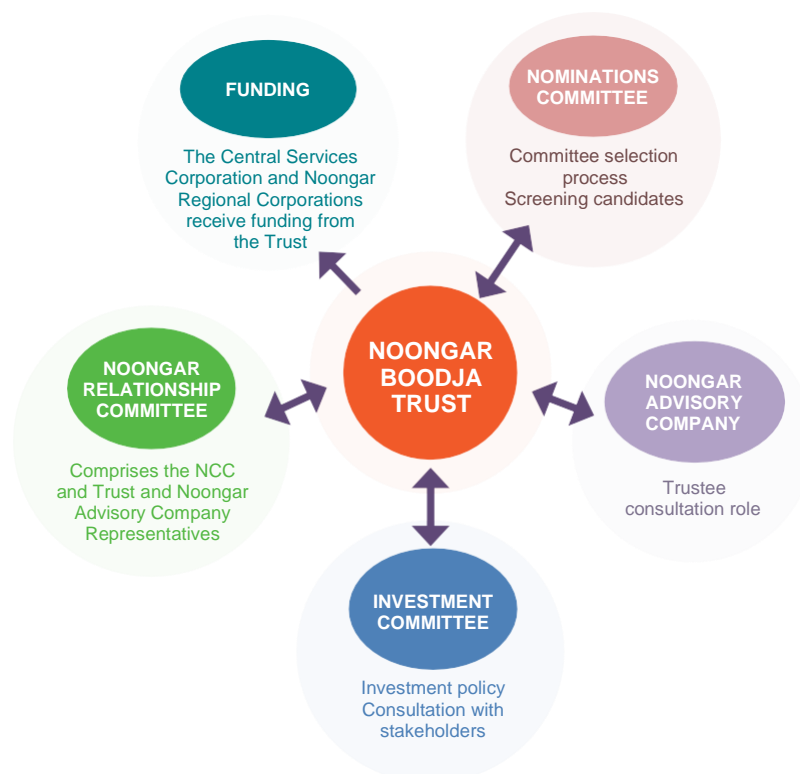 FUNDING
The Central Services
Corporation and Noongar
Regional Corporations
receive funding from
the Trust
NOMINATIONS
COMMITTEE
Committee selection
process
Screening candidates
NOONGAR
BOODJA
TRUST
NOONGAR
RELATIONSHIP
COMMITTEE
Comprises the NCC
and Trust and Noongar
Advisory Company
Representatives
NOONGAR
ADVISORY
COMPANY
Trustee
consultation role
INVESTMENT
COMMITTEE
Investment policy
Consultation with
stakeholders